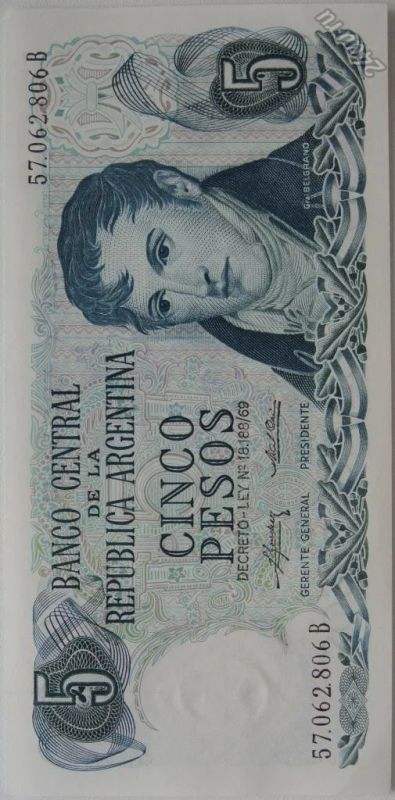 57.062.806 B
5
Gral BELGRANO
BANCO CENTRAL
DE LA
REPUBLICA ARGENTINA
CINCO
PESOS
DECRETO-LEY Nº 18.188/69
GERENTE GENERAL PRESIDENTE
5
57.062.806 B